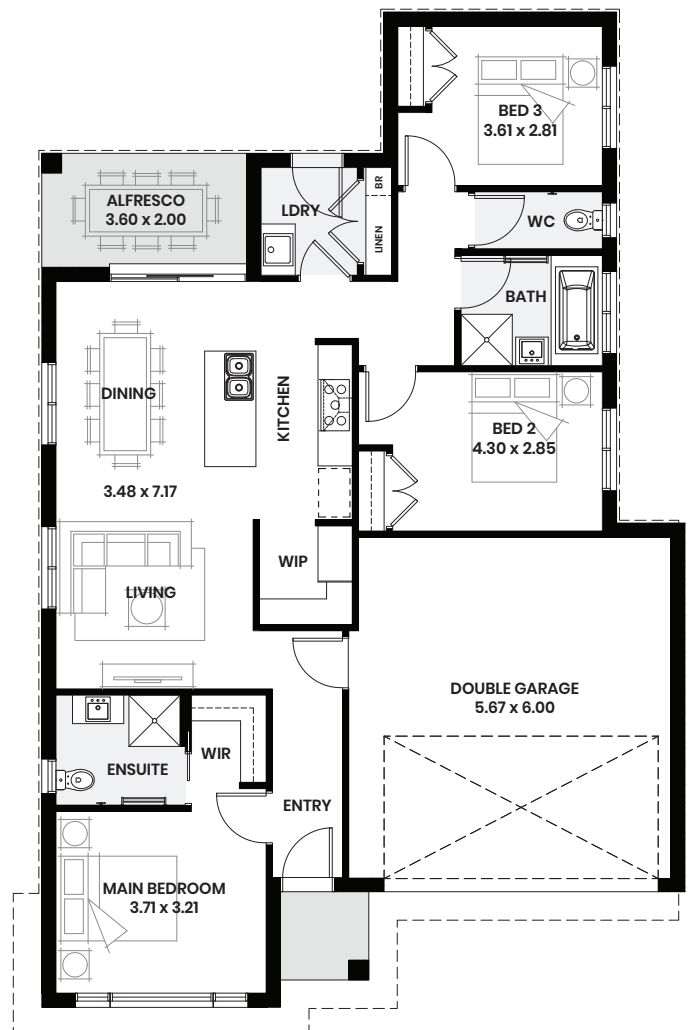 BED 3
3.61 x 2.81
ALFRESCO
3.60 x 2.00
LDRY
BR
LINEN
WC
BATH
DINING
KITCHEN
BED 2
4.30 x 2.85
3.48 x 7.17
WIP
LIVING
DOUBLE GARAGE
5.67 x 6.00
WIR
ENSUITE
ENTRY
MAIN BEDROOM
3.71 x 3.21